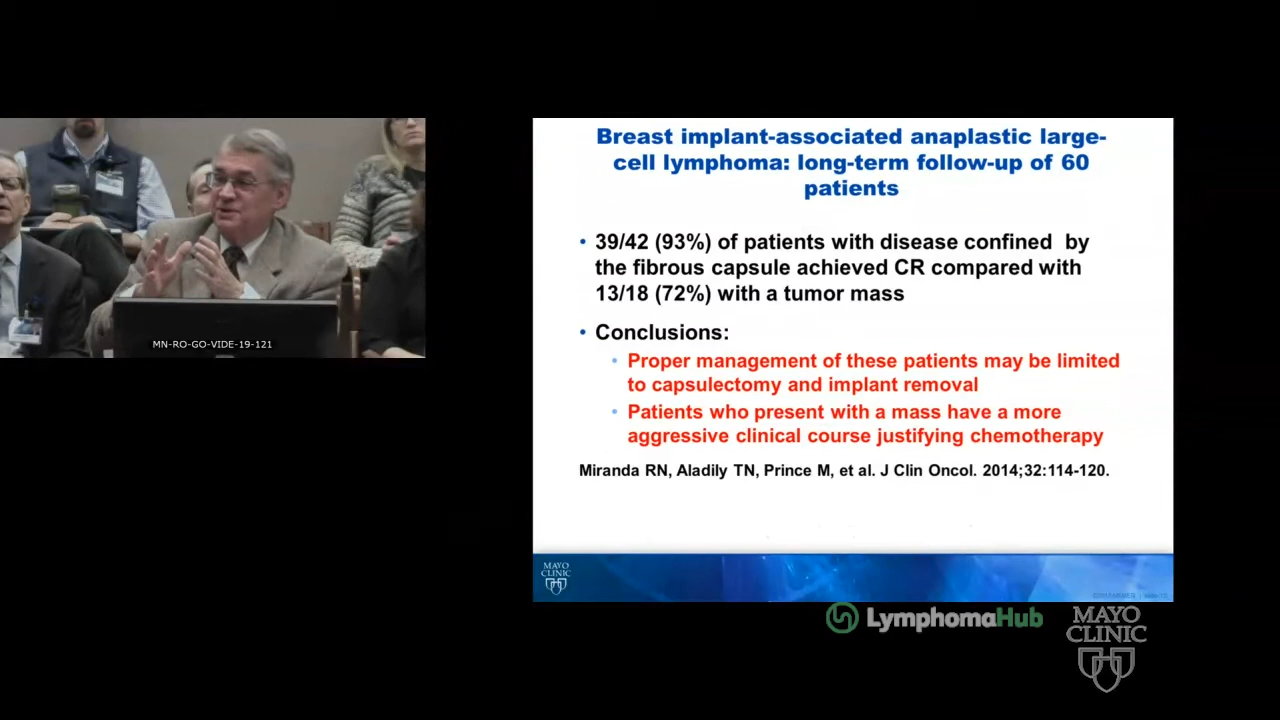 Breast implant-associated anaplastic large-
cell lymphoma: long-term follow-up of 60
patients
• 39/42 (93%) of patients with disease confined by
the fibrous capsule achieved CR compared with
13/18 (72%) with a tumor mass
• Conclusions:
• Proper management of these patients may be limited
to capsulectomy and implant removal
• Patients who present with a mass have a more
aggressive clinical course justifying chemotherapy
Miranda RN, Aladily TN, Prince M, et al. J Clin Oncol. 2014;32:114-120.
MN-RO-GO-VIDE-19-121
MAYO
CLINIC
LymphomaHub
MAYO
CLINIC